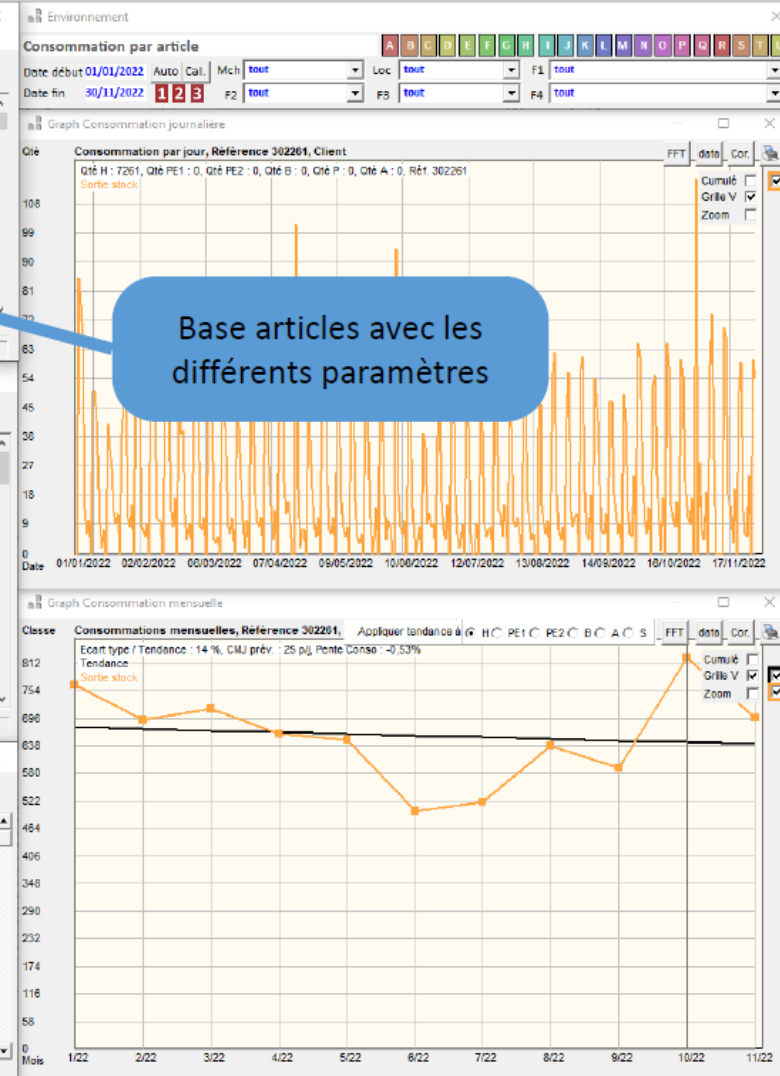 Environnement
Consommation par article
A B C D E F G H I J K L M N O P Q R S T
Date début 01/01/2022 Auto Cal. Mch tout Loc tout F1 tout
Date fin 30/11/2022 1 2 3 F2 tout F3 tout F4 tout
Graph Consommation journalière
Qté Consommation par jour, Référence 302261, Client FFT data Cor.
Qté H : 7261, Qté PE1 : 0, Qté PE2 : 0, Qté B : 0, Qté P : 0, Qté A : 0, Réf. 302261
Sortie stock
Cumulé
Grille V
Zoom
108
99
90
81
72
63
54
45
36
27
18
9
0
Base articles avec les
différents paramètres
Date 01/01/2022 02/02/2022 06/03/2022 07/04/2022 09/05/2022 10/06/2022 12/07/2022 13/08/2022 14/09/2022 16/10/2022 17/11/2022
Graph Consommation mensuelle
Classe Consommations mensuelles, Référence 302261, Appliquer tendance à H PE1 PE2 B A S FFT data Cor.
Ecart type / Tendance : 14 %, CMJ prév. : 25 p/j, Pente Conso : -0,53%
Tendance
Sortie stock
Cumulé
Grille V
Zoom
812
754
696
638
580
522
464
406
348
290
232
174
116
58
0
Mois 1/22 2/22 3/22 4/22 5/22 6/22 7/22 8/22 9/22 10/22 11/22